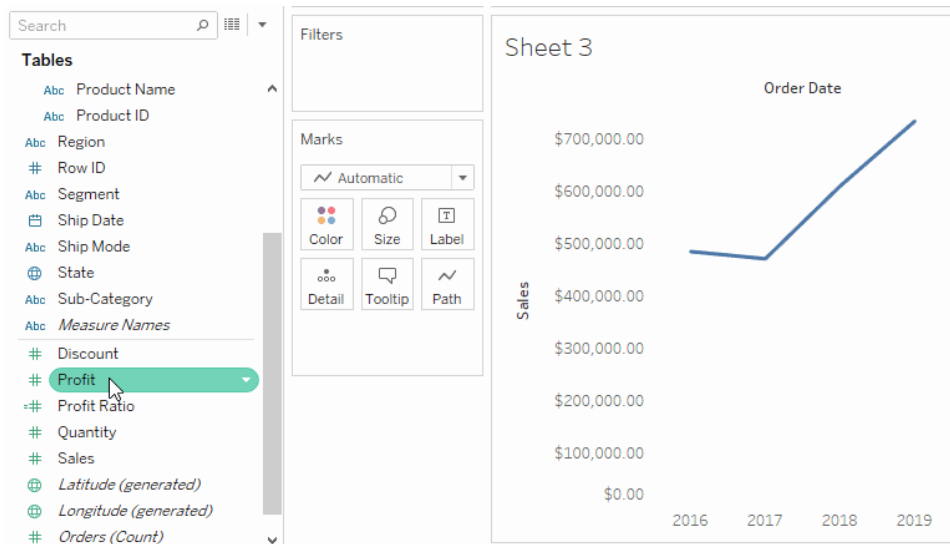 Search
Tables
Abc Product Name
Abc Product ID
Abc Region
# Row ID
Abc Segment
Ship Date
Abc Ship Mode
State
Abc Sub-Category
Abc Measure Names
# Discount
# Profit
=# Profit Ratio
# Quantity
# Sales
Latitude (generated)
Longitude (generated)
# Orders (Count)
Filters
Marks
Automatic
Color Size T Label
Detail Tooltip Path
Sheet 3
Order Date
$700,000.00
$600,000.00
$500,000.00
$400,000.00
$300,000.00
$200,000.00
$100,000.00
$0.00
Sales
2016 2017 2018 2019